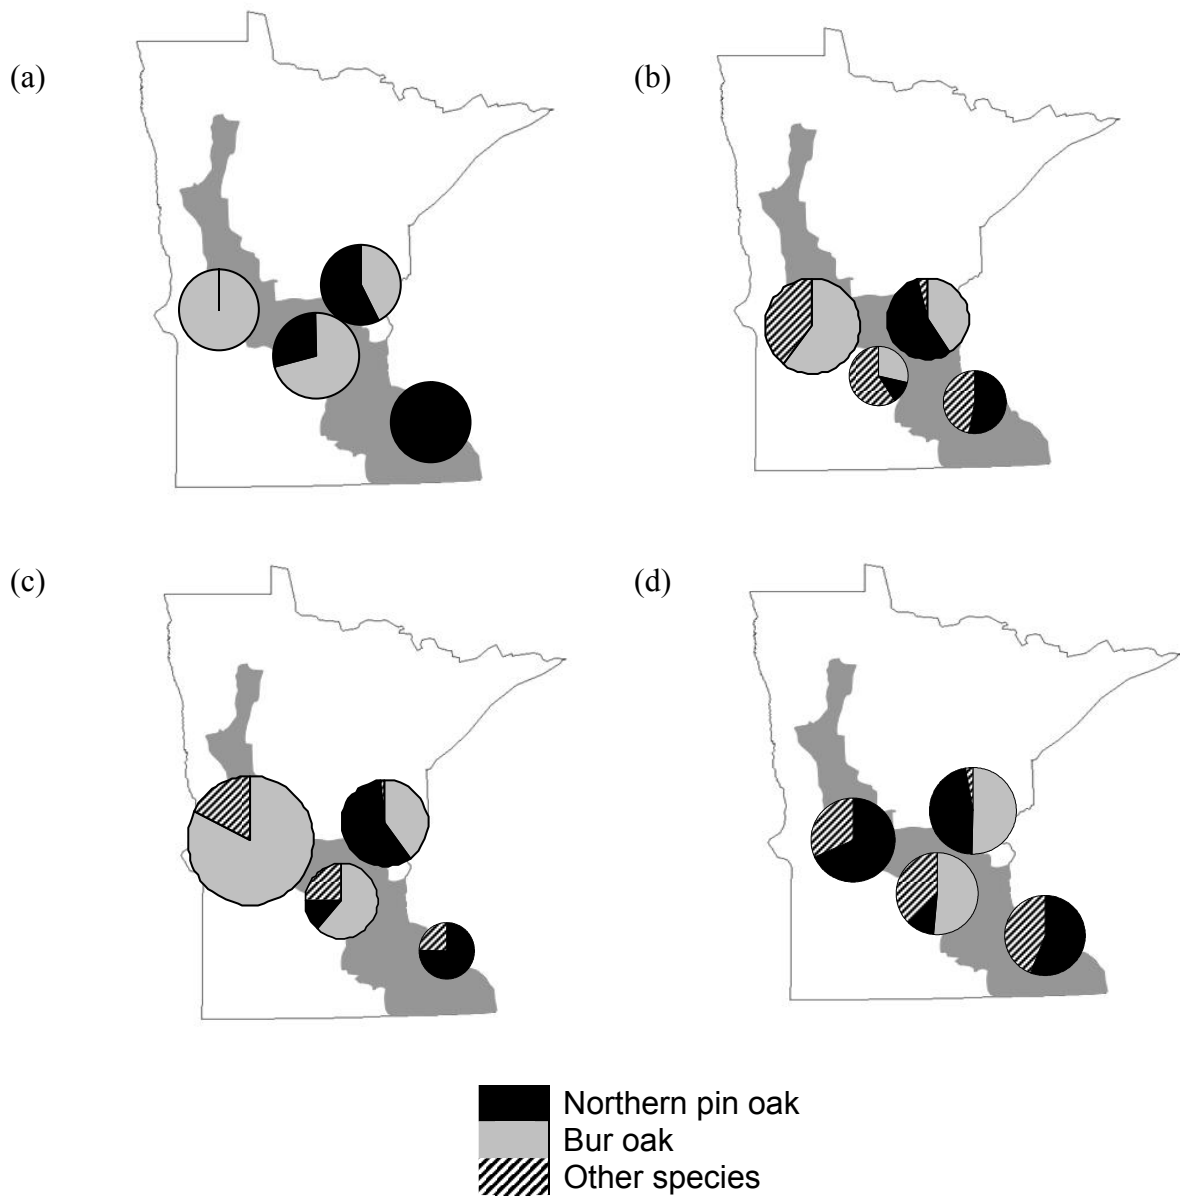 (a)
(b)
(c)
(d)
Northern pin oak
Bur oak
Other species